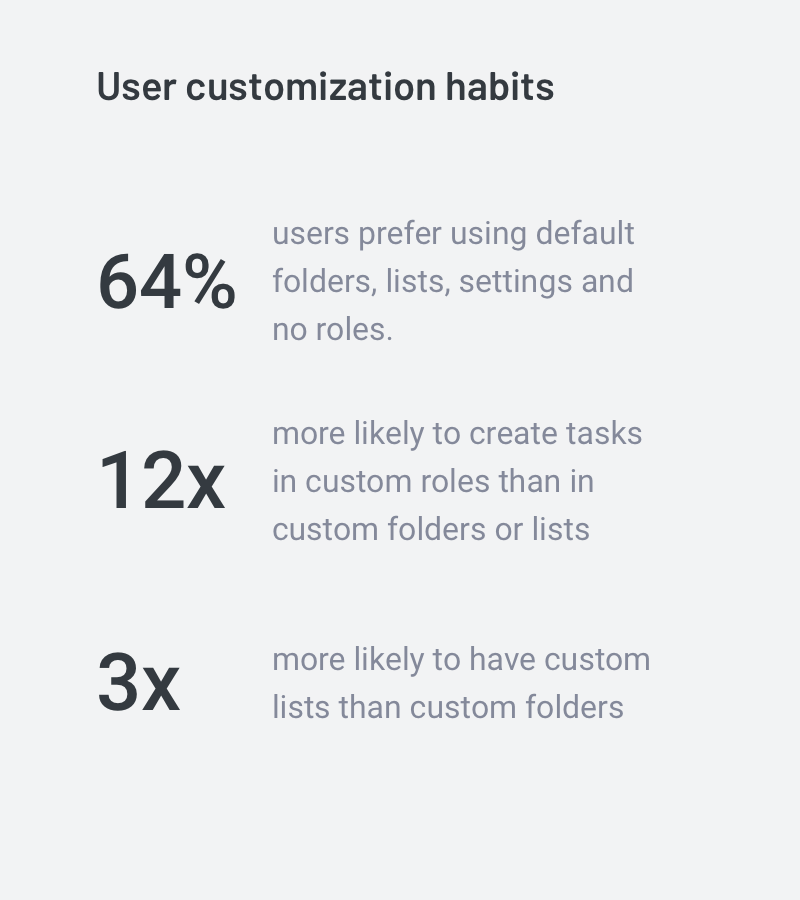 User customization habits
64%
users prefer using default
folders, lists, settings and
no roles.
12x
more likely to create tasks
in custom roles than in
custom folders or lists
3x
more likely to have custom
lists than custom folders